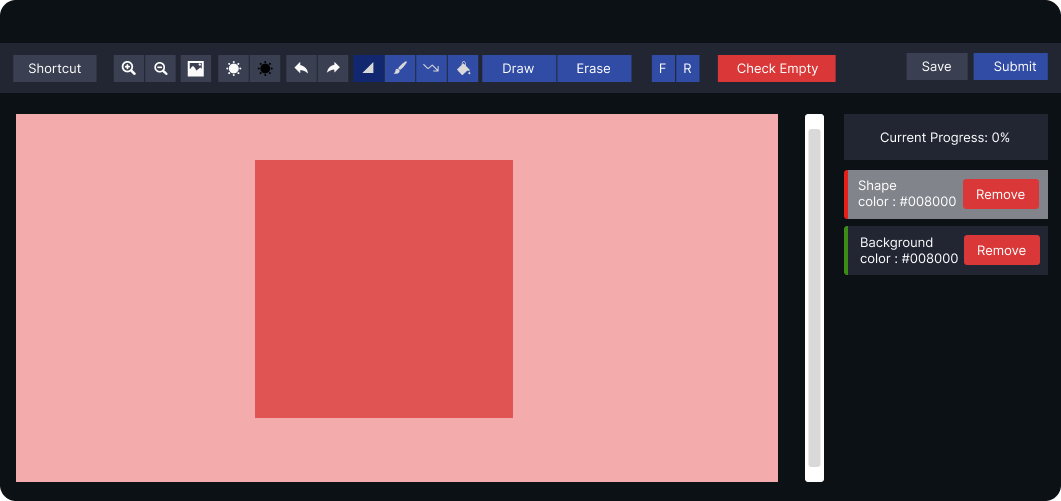 Shortcut
Draw
Erase
F
R
Check Empty
Save
Submit
Current Progress: 0%
Shape
color : #008000
Remove
Background
color : #008000
Remove